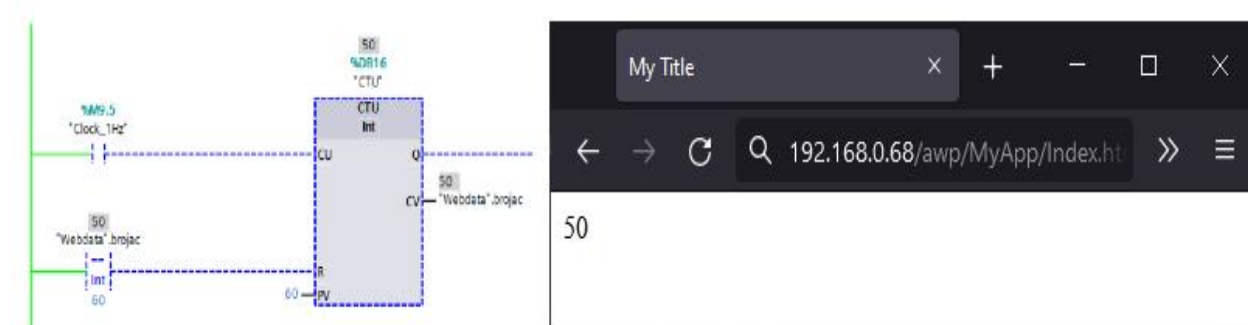 50
%DB16
"CTU"
CTU
Int
%M9.5
"Clock_1Hz"
CU
Q
50
CV
"Webdata".brojac
50
"Webdata".brojac
==
Int
60
R
60
PV
My Title
192.168.0.68/awp/MyApp/Index.ht
50